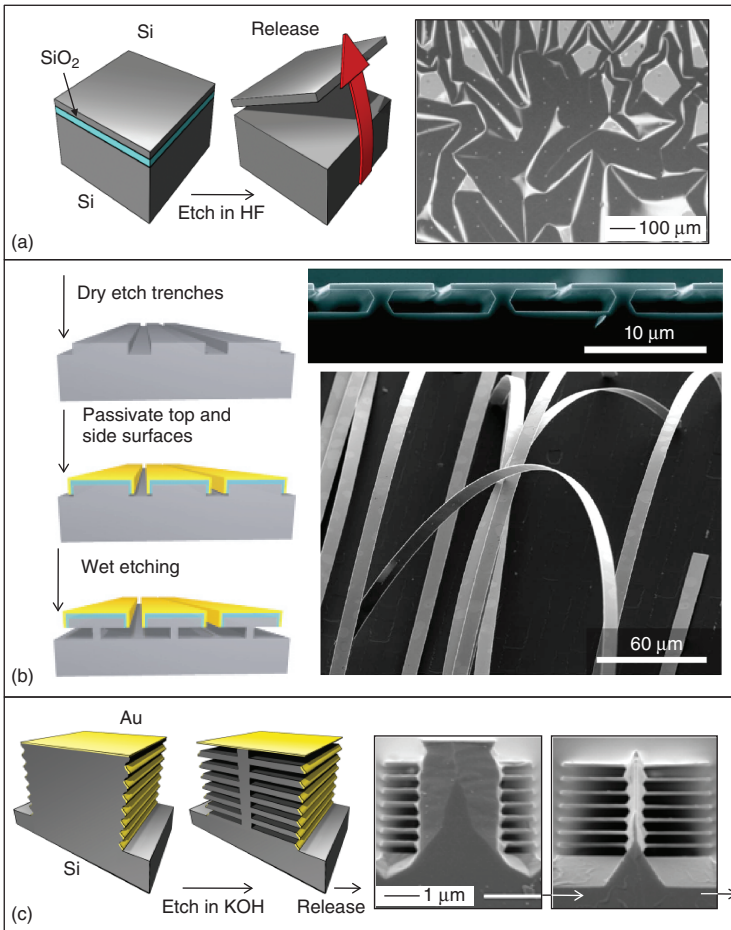 Si
Release
SiO2
Si
Etch in HF
100 μm
(a)
Dry etch trenches
10 μm
Passivate top and
side surfaces
Wet etching
60 μm
(b)
Au
Si
Etch in KOH
Release
1 μm
(c)